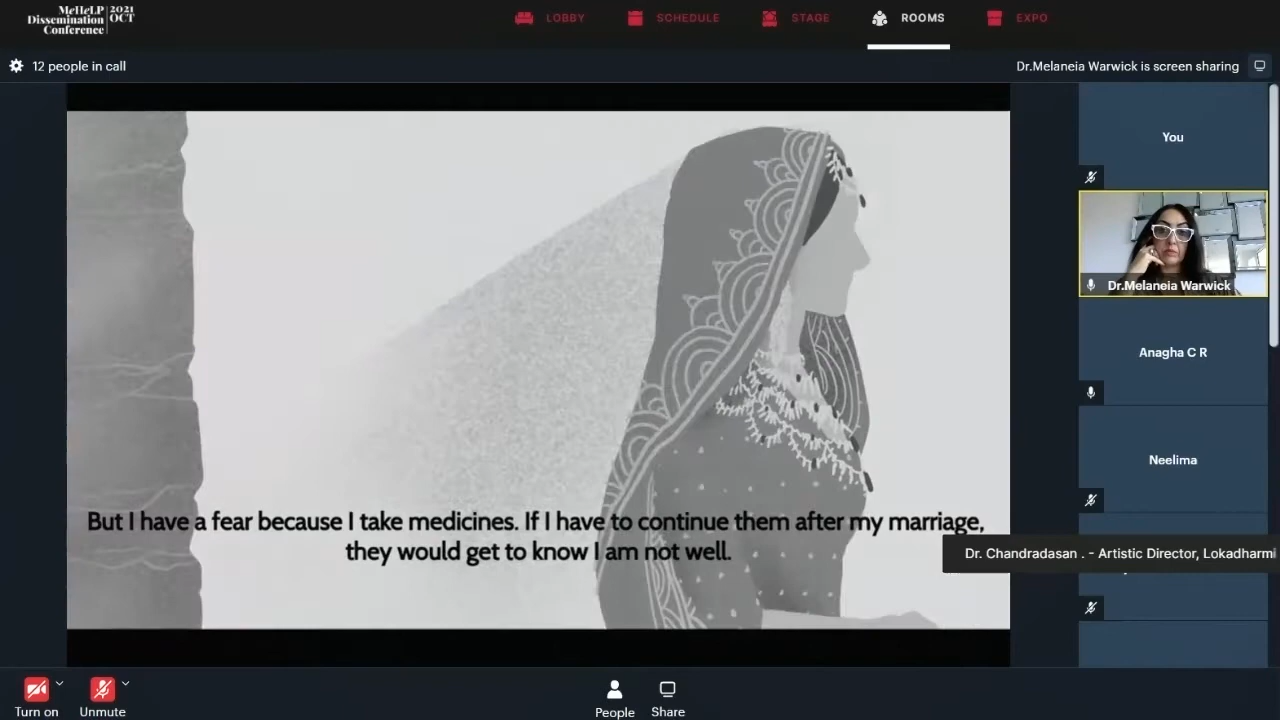 MeHeLP
Dissemination
Conference
2021
OCT
LOBBY
SCHEDULE
STAGE
ROOMS
EXPO
12 people in call
Dr.Melaneia Warwick is screen sharing
You
Dr.Melaneia Warwick
Anagha C R
Neelima
But I have a fear because I take medicines. If I have to continue them after my marriage,
they would get to know I am not well.
Dr. Chandradasan . - Artistic Director, Lokadharmi
Turn on
Unmute
People
Share